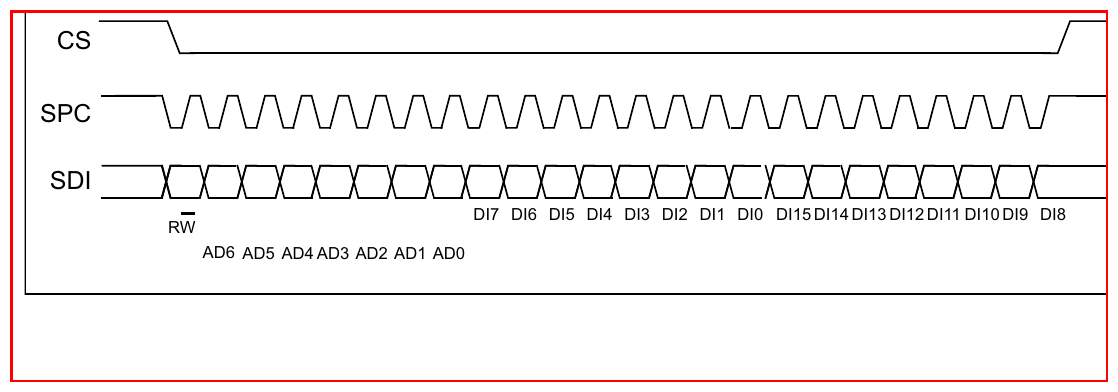 CS
SPC
SDI
DI7 DI6 DI5 DI4 DI3 DI2 DI1 DI0 DI15 DI14 DI13 DI12 DI11 DI10 DI9 DI8
RW
AD6 AD5 AD4 AD3 AD2 AD1 AD0